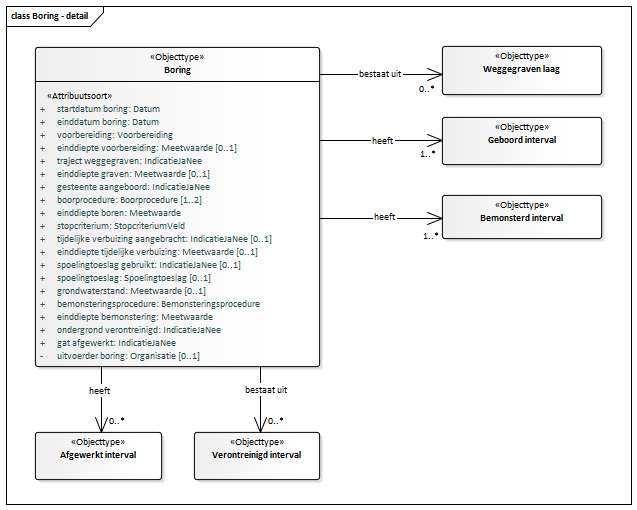 class Boring - detail
«Objecttype»
Boring
«Attribuutsoort»
+ startdatum boring: Datum
+ einddatum boring: Datum
+ voorbereiding: Voorbereiding
+ einddiepte voorbereiding: Meetwaarde [0..1]
+ traject weggegraven: IndicatieJaNee
+ einddiepte graven: Meetwaarde [0..1]
+ gesteente aangeboord: IndicatieJaNee
+ boorprocedure: Boorprocedure [1..2]
+ einddiepte boren: Meetwaarde
+ stopcriterium: StopcriteriumVeld
+ tijdelijke verbuizing aangebracht: IndicatieJaNee [0..1]
+ einddiepte tijdelijke verbuizing: Meetwaarde [0..1]
+ spoelingtoeslag gebruikt: IndicatieJaNee [0..1]
+ spoelingtoeslag: Spoelingtoeslag [0..1]
+ grondwaterstand: Meetwaarde [0..1]
+ bemonsteringsprocedure: Bemonsteringsprocedure
+ einddiepte bemonstering: Meetwaarde
+ ondergrond verontreinigd: IndicatieJaNee
+ gat afgewerkt: IndicatieJaNee
- uitvoerder boring: Organisatie [0..1]
bestaat uit
0..*
«Objecttype»
Weggegraven laag
heeft
1..*
«Objecttype»
Geboord interval
heeft
1..*
«Objecttype»
Bemonsterd interval
heeft
0..*
«Objecttype»
Afgewerkt interval
bestaat uit
0..*
«Objecttype»
Verontreinigd interval